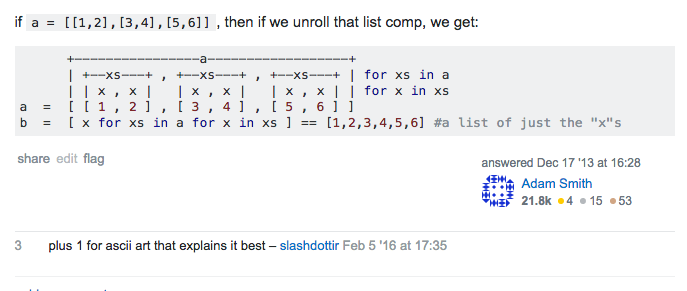 if a = [[1,2],[3,4],[5,6]] , then if we unroll that list comp, we get:
+—————————————————a———————————————————+
| +——xs———+ , +——xs———+ , +——xs———+ | for xs in a
| | x , x |   | x , x |   | x , x | | for x in xs
a  =  [ [ 1 , 2 ] , [ 3 , 4 ] , [ 5 , 6 ] ]
b  =  [ x for xs in a for x in xs ] == [1,2,3,4,5,6] #a list of just the "x"s
share edit flag
answered Dec 17 '13 at 16:28
Adam Smith
21.8k 4 15 53
3 plus 1 for ascii art that explains it best – slashdottir Feb 5 '16 at 17:35